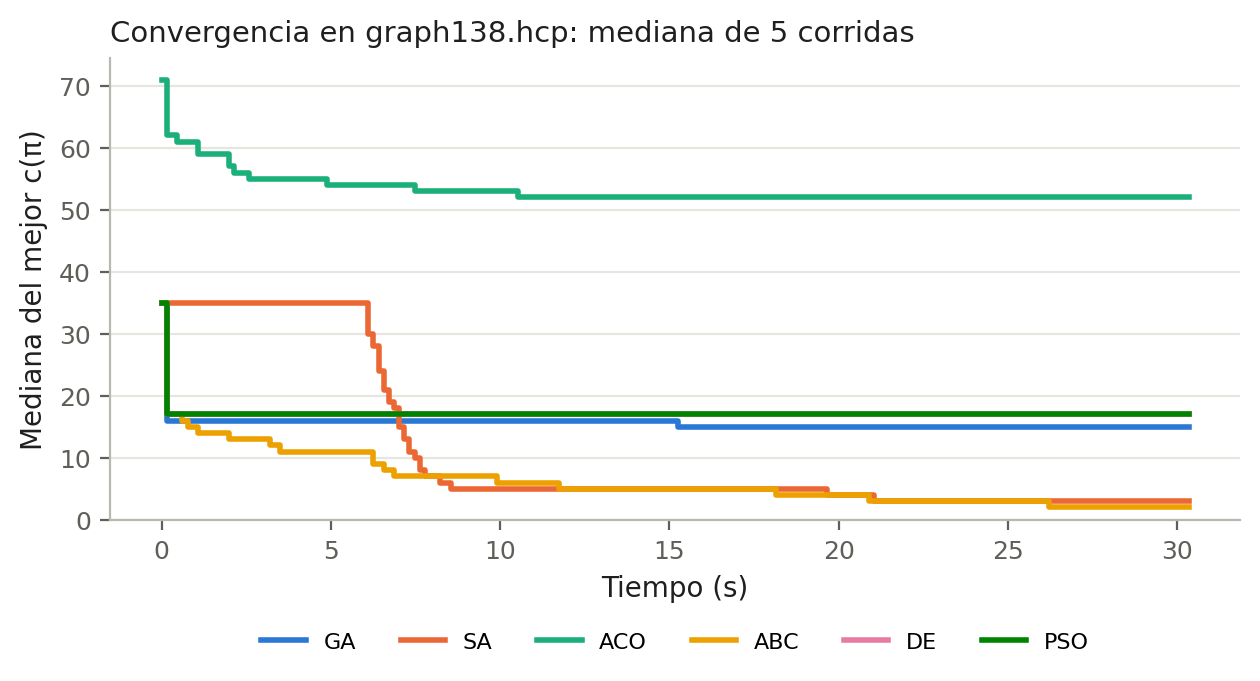 Convergencia en graph138.hcp: mediana de 5 corridas
Mediana del mejor c(π)
70
60
50
40
30
20
10
0
0 5 10 15 20 25 30
Tiempo (s)
GA SA ACO ABC DE PSO